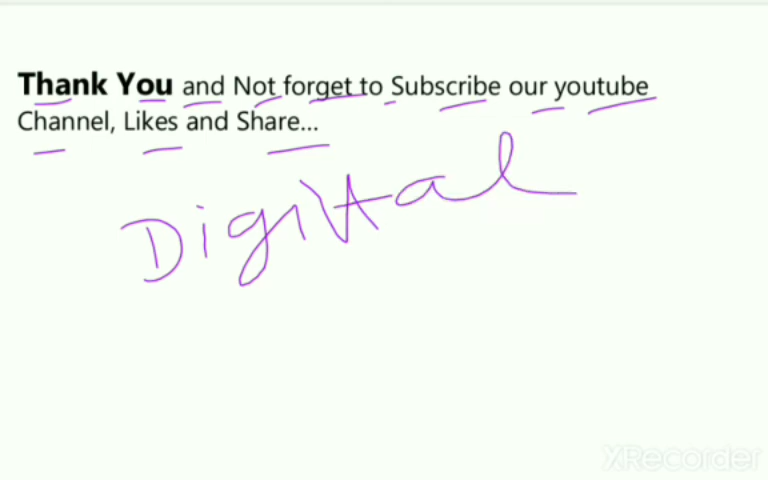 Thank You and Not forget to Subscribe our youtube
Channel, Likes and Share...
Digital
XRecorder